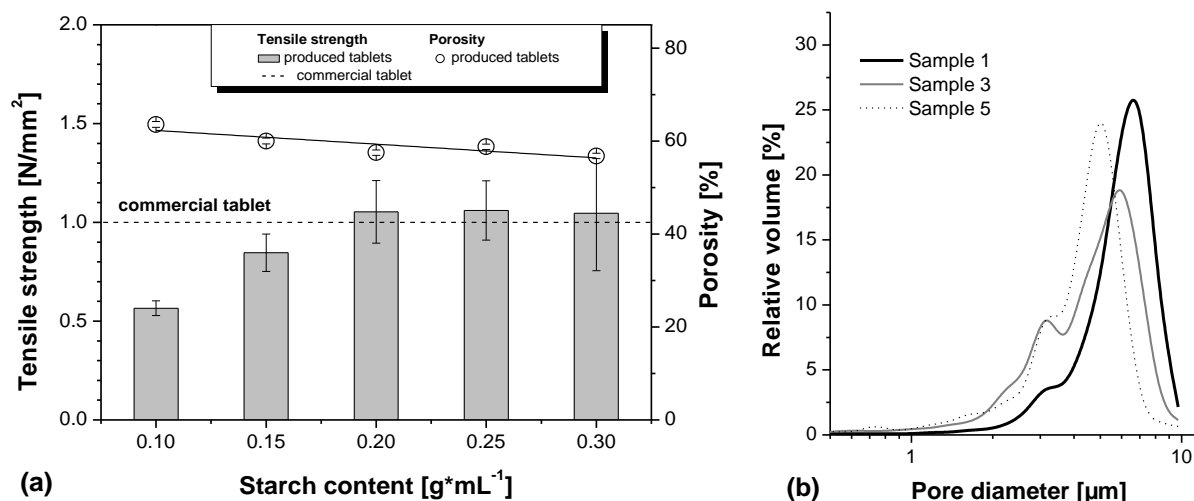 Tensile strength
Porosity
produced tablets
produced tablets
commercial tablet
commercial tablet
2.0
1.5
1.0
0.5
0.0
Tensile strength [N/mm²]
80
60
40
20
0
Porosity [%]
0.10 0.15 0.20 0.25 0.30
(a) Starch content [g*mL⁻¹]
Sample 1
Sample 3
Sample 5
30
25
20
15
10
5
0
Relative volume [%]
1 10
(b) Pore diameter [µm]